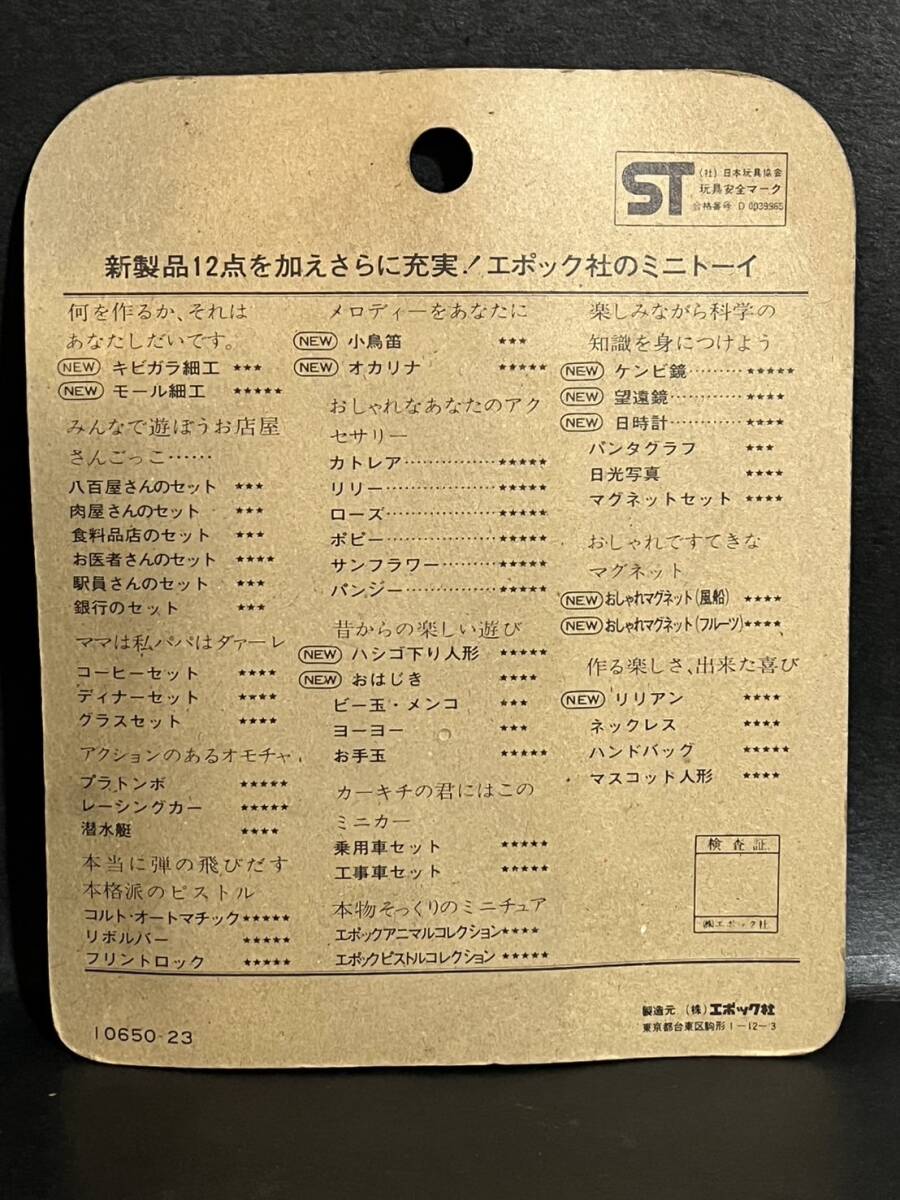 ST
(社)日本玩具協会
玩具安全マーク
合格番号 D 0039965
新製品12点を加えさらに充実!エポック社のミニトーイ
何を作るか、それは
あなたしだいです。
NEW キビガラ細工 ★★★
NEW モール細工 ★★★★★
みんなで遊ぼうお店屋
さんごっこ……
八百屋さんのセット ★★★
肉屋さんのセット ★★★
食料品店のセット ★★★
お医者さんのセット ★★★★
駅員さんのセット ★★★
銀行のセット ★★★
ママは私パパはダァーレ
コーヒーセット ★★★★
ディナーセット ★★★★
グラスセット ★★★★
アクションのあるオモチャ
プラトンボ ★★★★★
レーシングカー ★★★★★
潜水艇 ★★★★
本当に弾の飛びだす
本格派のピストル
コルト・オートマチック★★★★★
リボルバー ★★★★★
フリントロック ★★★★★
メロディーをあなたに
NEW 小鳥笛 ★★★
NEW オカリナ ★★★★★
おしゃれなあなたのアク
セサリー
カトレア…………★★★★★
リリー…………★★★★★
ローズ…………★★★★★
ポピー…………★★★★★
サンフラワー………★★★★★
パンジー…………★★★★★
昔からの楽しい遊び
NEW ハシゴ下り人形 ★★★★★
NEW おはじき ★★★★
ビー玉・メンコ ★★★
ヨーヨー ★★★
お手玉 ★★★★★
カーキチの君にはこの
ミニカー
乗用車セット ★★★★★
工事車セット ★★★★★
本物そっくりのミニチュア
エポックアニマルコレクション★★★★
エポックピストルコレクション ★★★★★
楽しみながら科学の
知識を身につけよう
NEW ケンビ鏡………★★★★★
NEW 望遠鏡…………★★★★
NEW 日時計…………★★★★
パンタグラフ ★★★
日光写真 ★★★★
マグネットセット ★★★★
おしゃれですてきな
マグネット
NEW おしゃれマグネット(風船) ★★★★
NEW おしゃれマグネット(フルーツ)★★★★
作る楽しさ、出来た喜び
NEW リリアン ★★★★
ネックレス ★★★★
ハンドバッグ ★★★★★
マスコット人形 ★★★★
検査証
㈱エポック社
製造元 (株)エポック社
東京都台東区駒形1-12-3
10650-23